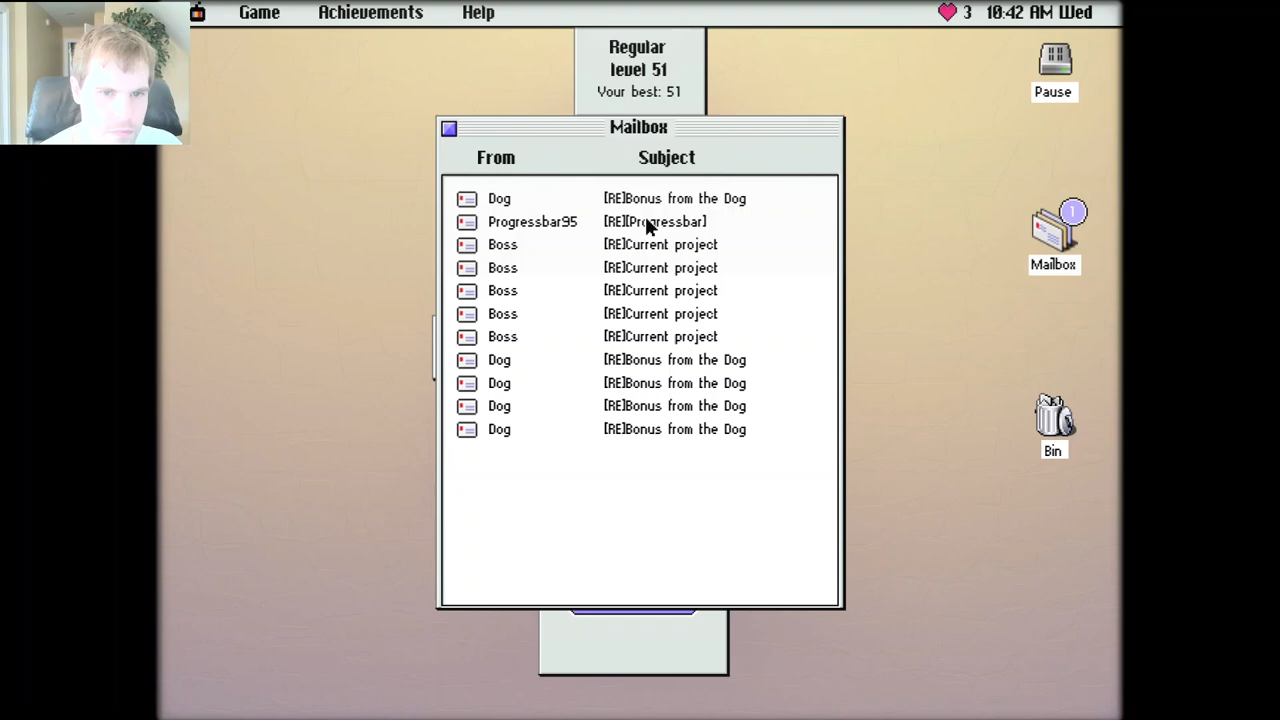 Game Achievements Help 3 10:42 AM Wed
Regular
level 51
Your best: 51
Pause
Mailbox
From Subject
Dog [RE]Bonus from the Dog
Progressbar95 [RE][Progressbar]
Boss [RE]Current project
Boss [RE]Current project
Boss [RE]Current project
Boss [RE]Current project
Boss [RE]Current project
Dog [RE]Bonus from the Dog
Dog [RE]Bonus from the Dog
Dog [RE]Bonus from the Dog
Dog [RE]Bonus from the Dog
1
Mailbox
Bin